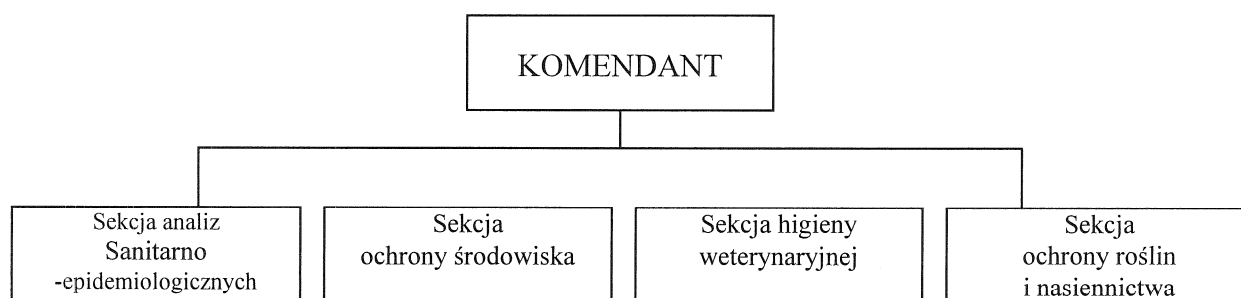 KOMENDANT
Sekcja analiz
Sanitarno
-epidemiologicznych
Sekcja
ochrony środowiska
Sekcja higieny
weterynaryjnej
Sekcja
ochrony roślin
i nasiennictwa